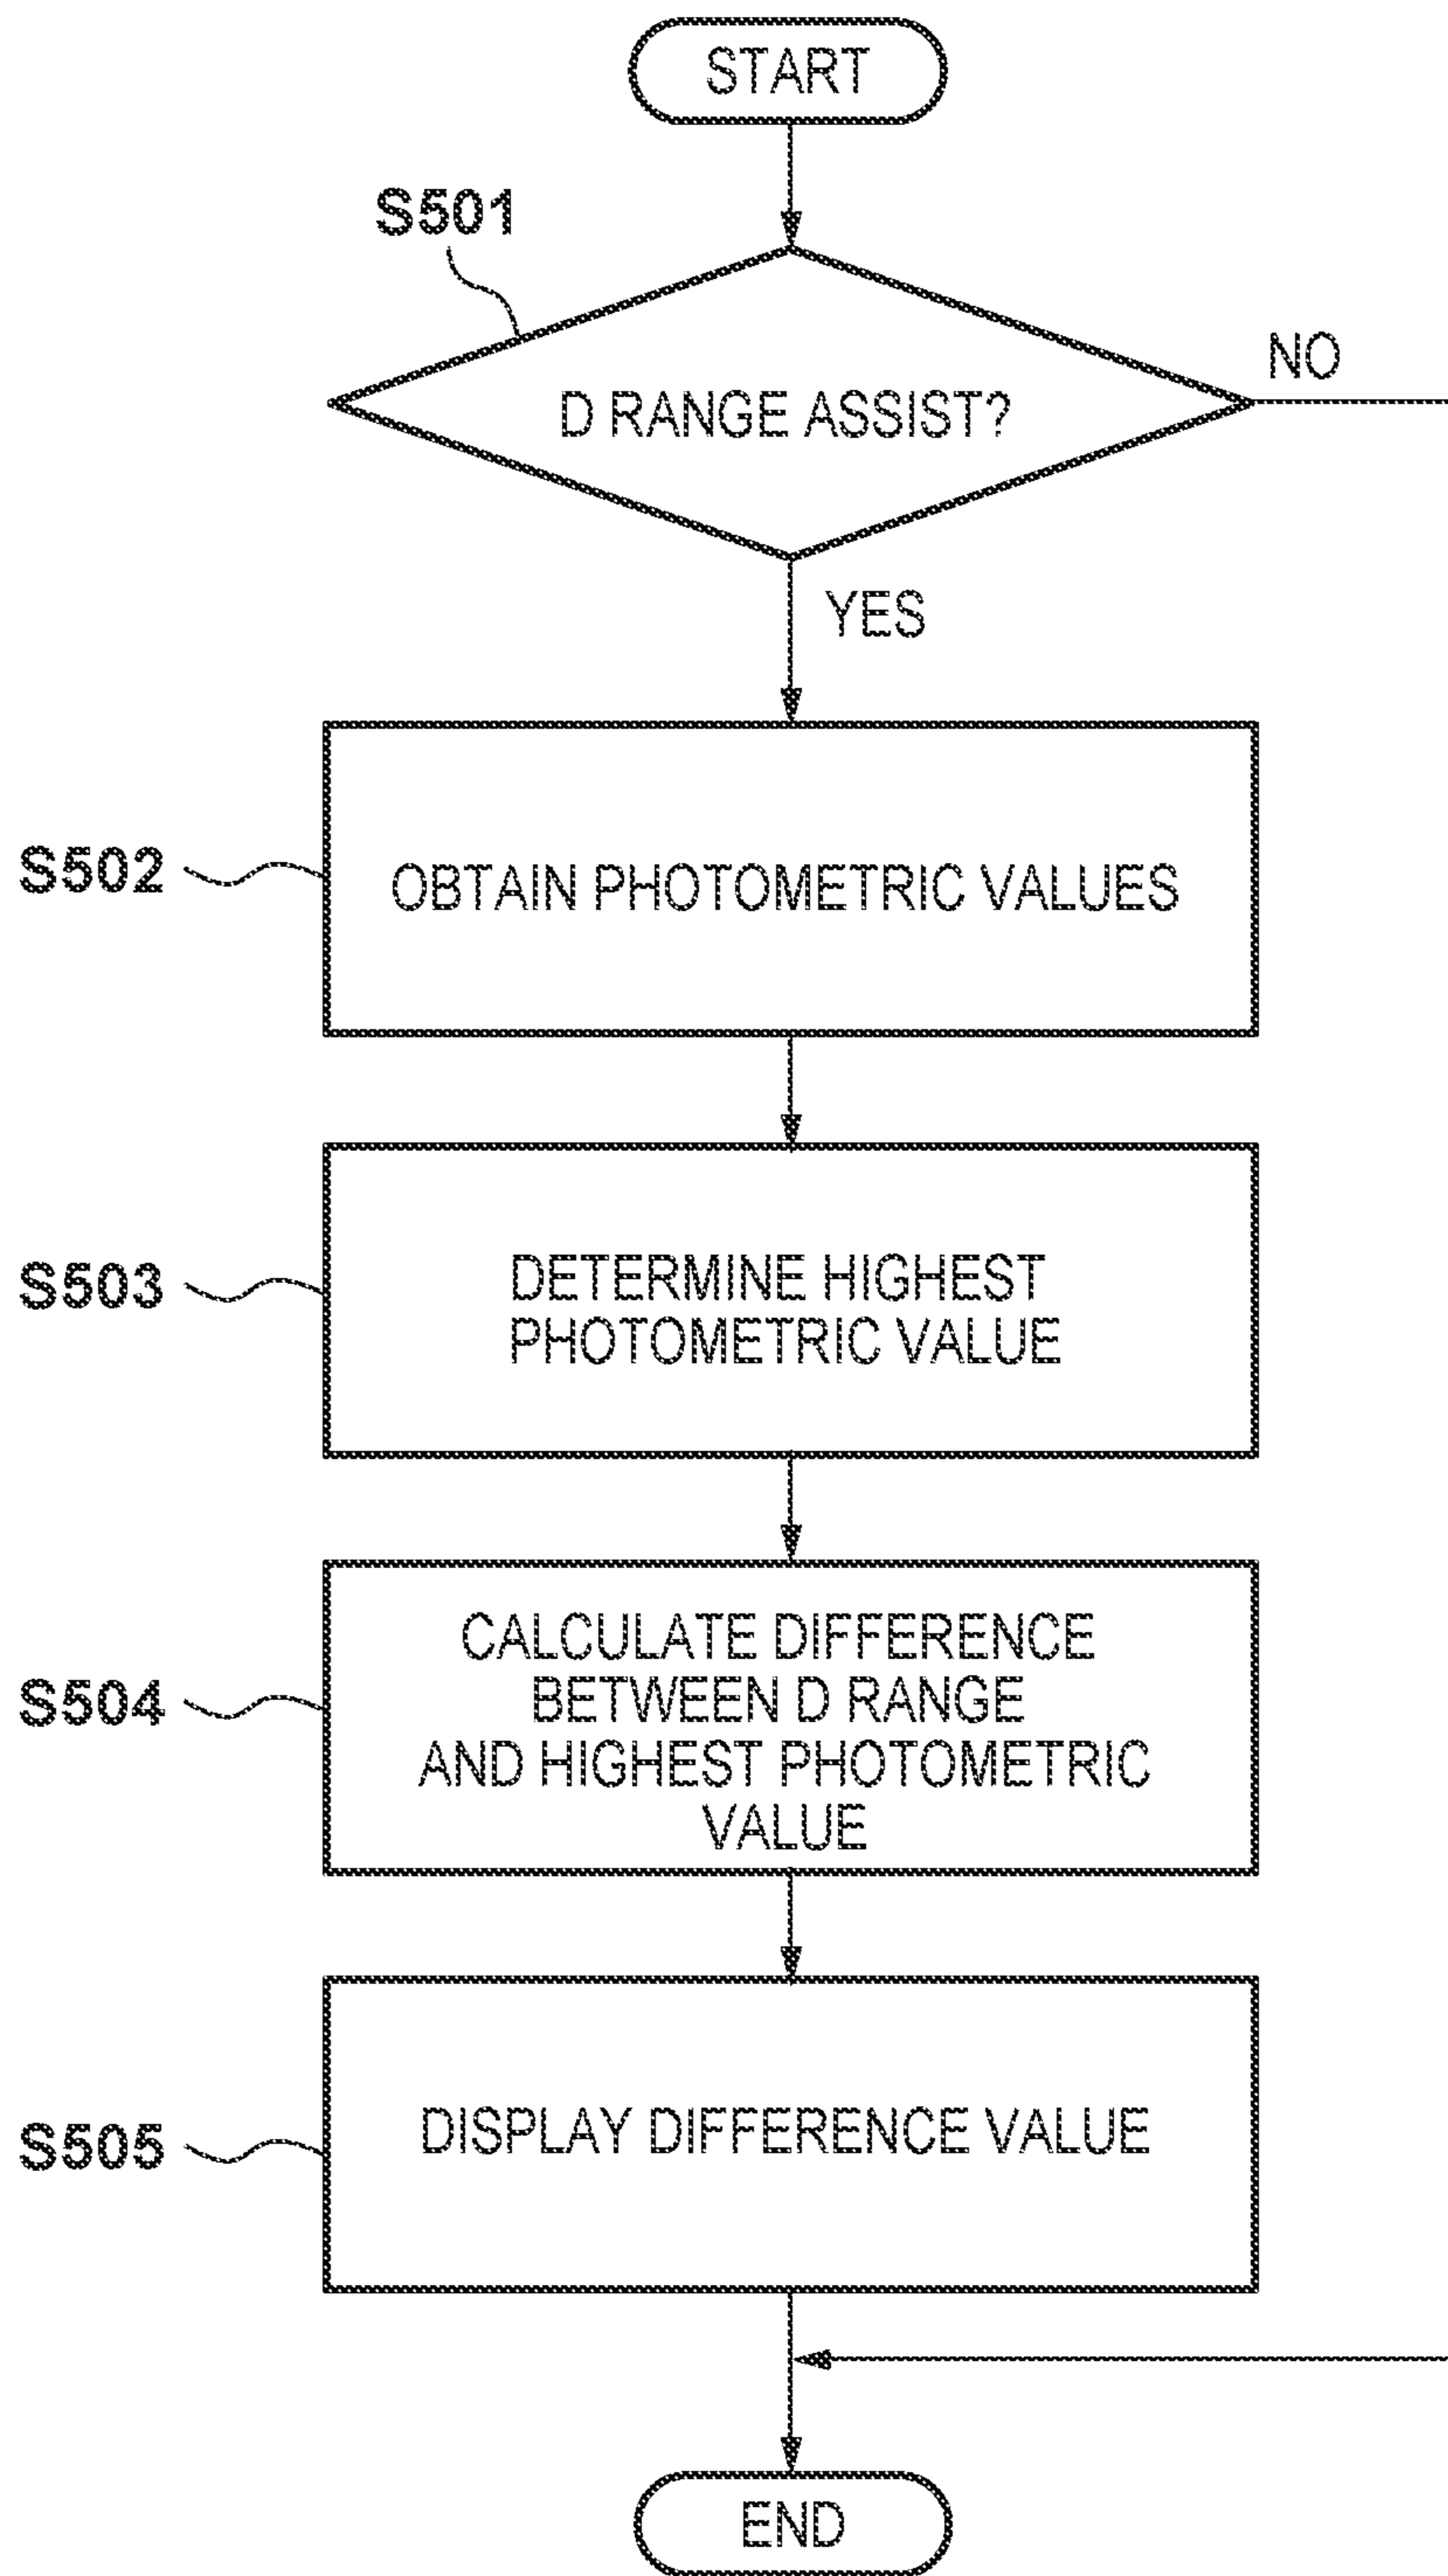 START
S501
NO
D RANGE ASSIST?
YES
S502
OBTAIN PHOTOMETRIC VALUES
S503
DETERMINE HIGHEST
PHOTOMETRIC VALUE
S504
CALCULATE DIFFERENCE
BETWEEN D RANGE
AND HIGHEST PHOTOMETRIC
VALUE
S505
DISPLAY DIFFERENCE VALUE
END